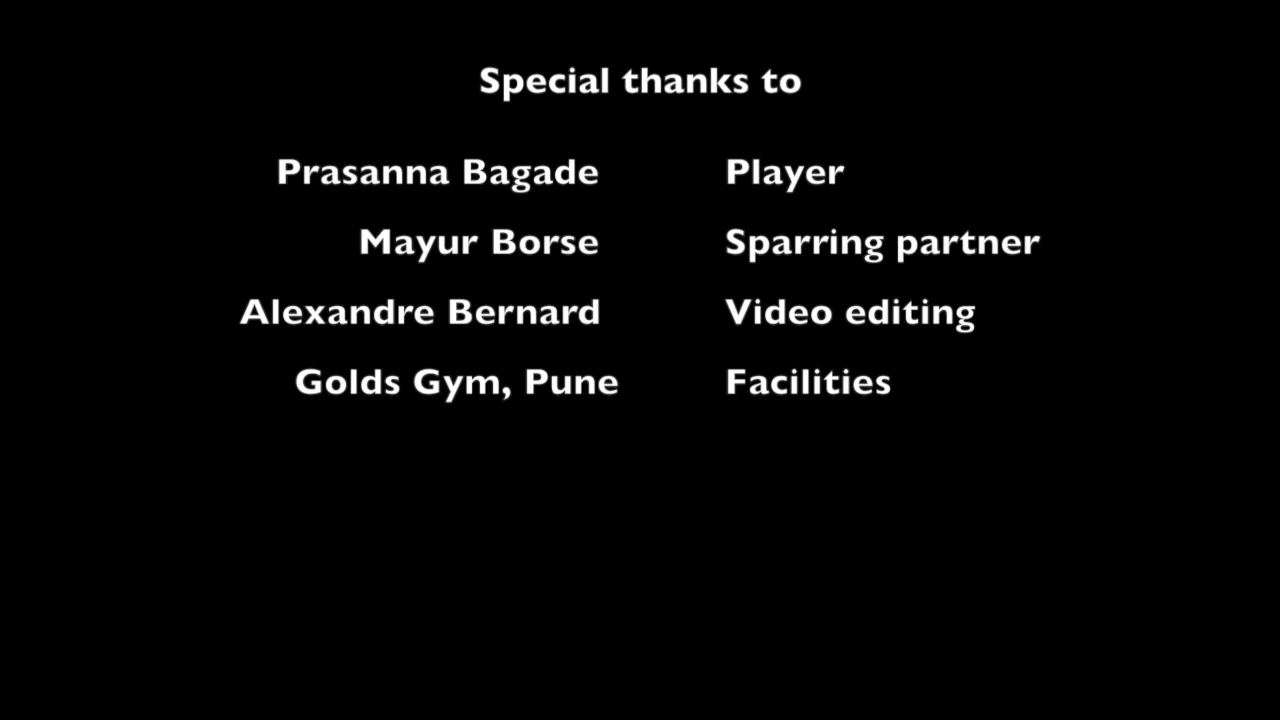 Special thanks to
Prasanna Bagade Player
Mayur Borse Sparring partner
Alexandre Bernard Video editing
Golds Gym, Pune Facilities